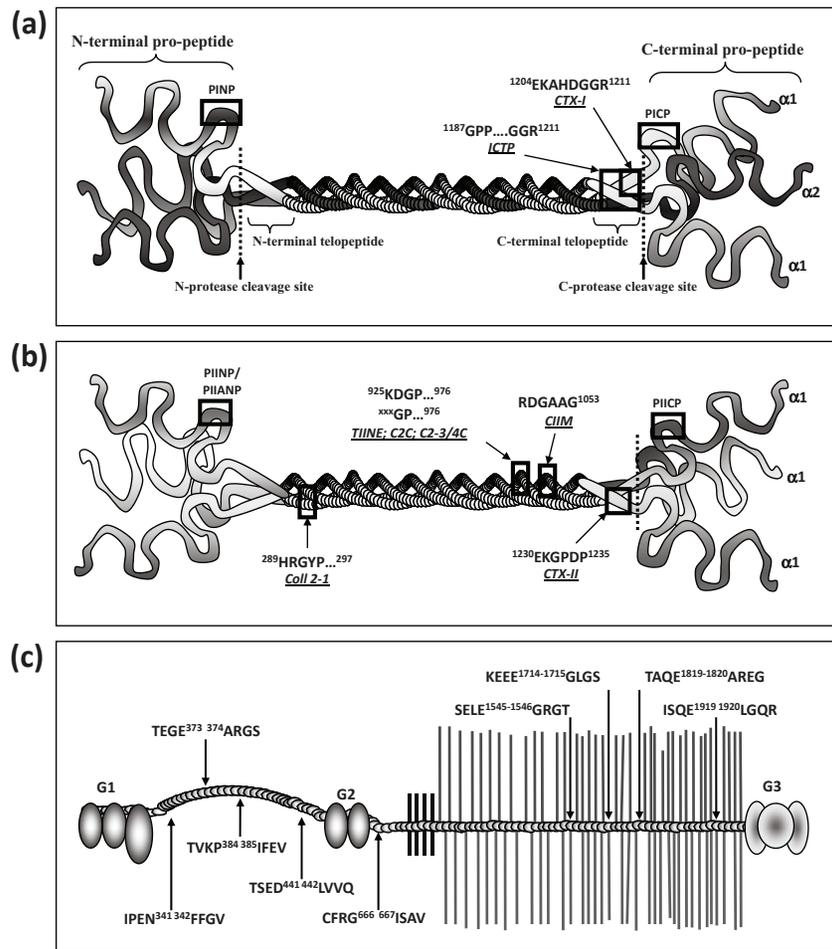 (a)
N-terminal pro-peptide
C-terminal pro-peptide
PINP
¹²⁰⁴EKAHDGGR¹²¹¹
CTX-I
PICP
α1
¹¹⁸⁷GPP....GGR¹²¹¹
ICTP
α2
N-terminal telopeptide
C-terminal telopeptide
α1
N-protease cleavage site
C-protease cleavage site
(b)
PIINP/
PIIANP
⁹²⁵KDGP...⁹⁷⁶
ˣˣˣGP...⁹⁷⁶
TIINE; C2C; C2-3/4C
RDGAAG¹⁰⁵³
CIIM
PIICP
α1
α1
²⁸⁹HRGYP...²⁹⁷
Coll 2-1
¹²³⁰EKGPDP¹²³⁵
CTX-II
α1
(c)
KEEE¹⁷¹⁴⁻¹⁷¹⁵GLGS
TAQE¹⁸¹⁹⁻¹⁸²⁰AREG
SELE¹⁵⁴⁵⁻¹⁵⁴⁶GRGT
ISQE¹⁹¹⁹ ¹⁹²⁰LGQR
TEGE³⁷³ ³⁷⁴ARGS
G1
G2
G3
TVKP³⁸⁴ ³⁸⁵IFEV
TSED⁴⁴¹ ⁴⁴²LVVQ
IPEN³⁴¹ ³⁴²FFGV
CFRG⁶⁶⁶ ⁶⁶⁷ISAV